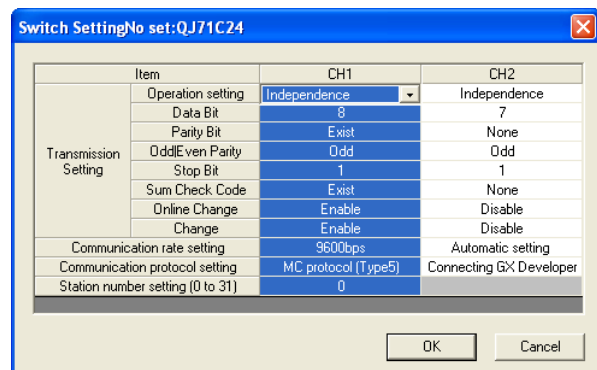 Switch SettingNo set:QJ71C24
Item CH1 CH2
Transmission Setting
Operation setting Independence Independence
Data Bit 8 7
Parity Bit Exist None
Odd|Even Parity Odd Odd
Stop Bit 1 1
Sum Check Code Exist None
Online Change Enable Disable
Change Enable Disable
Communication rate setting 9600bps Automatic setting
Communication protocol setting MC protocol (Type5) Connecting GX Developer
Station number setting (0 to 31) 0
OK Cancel